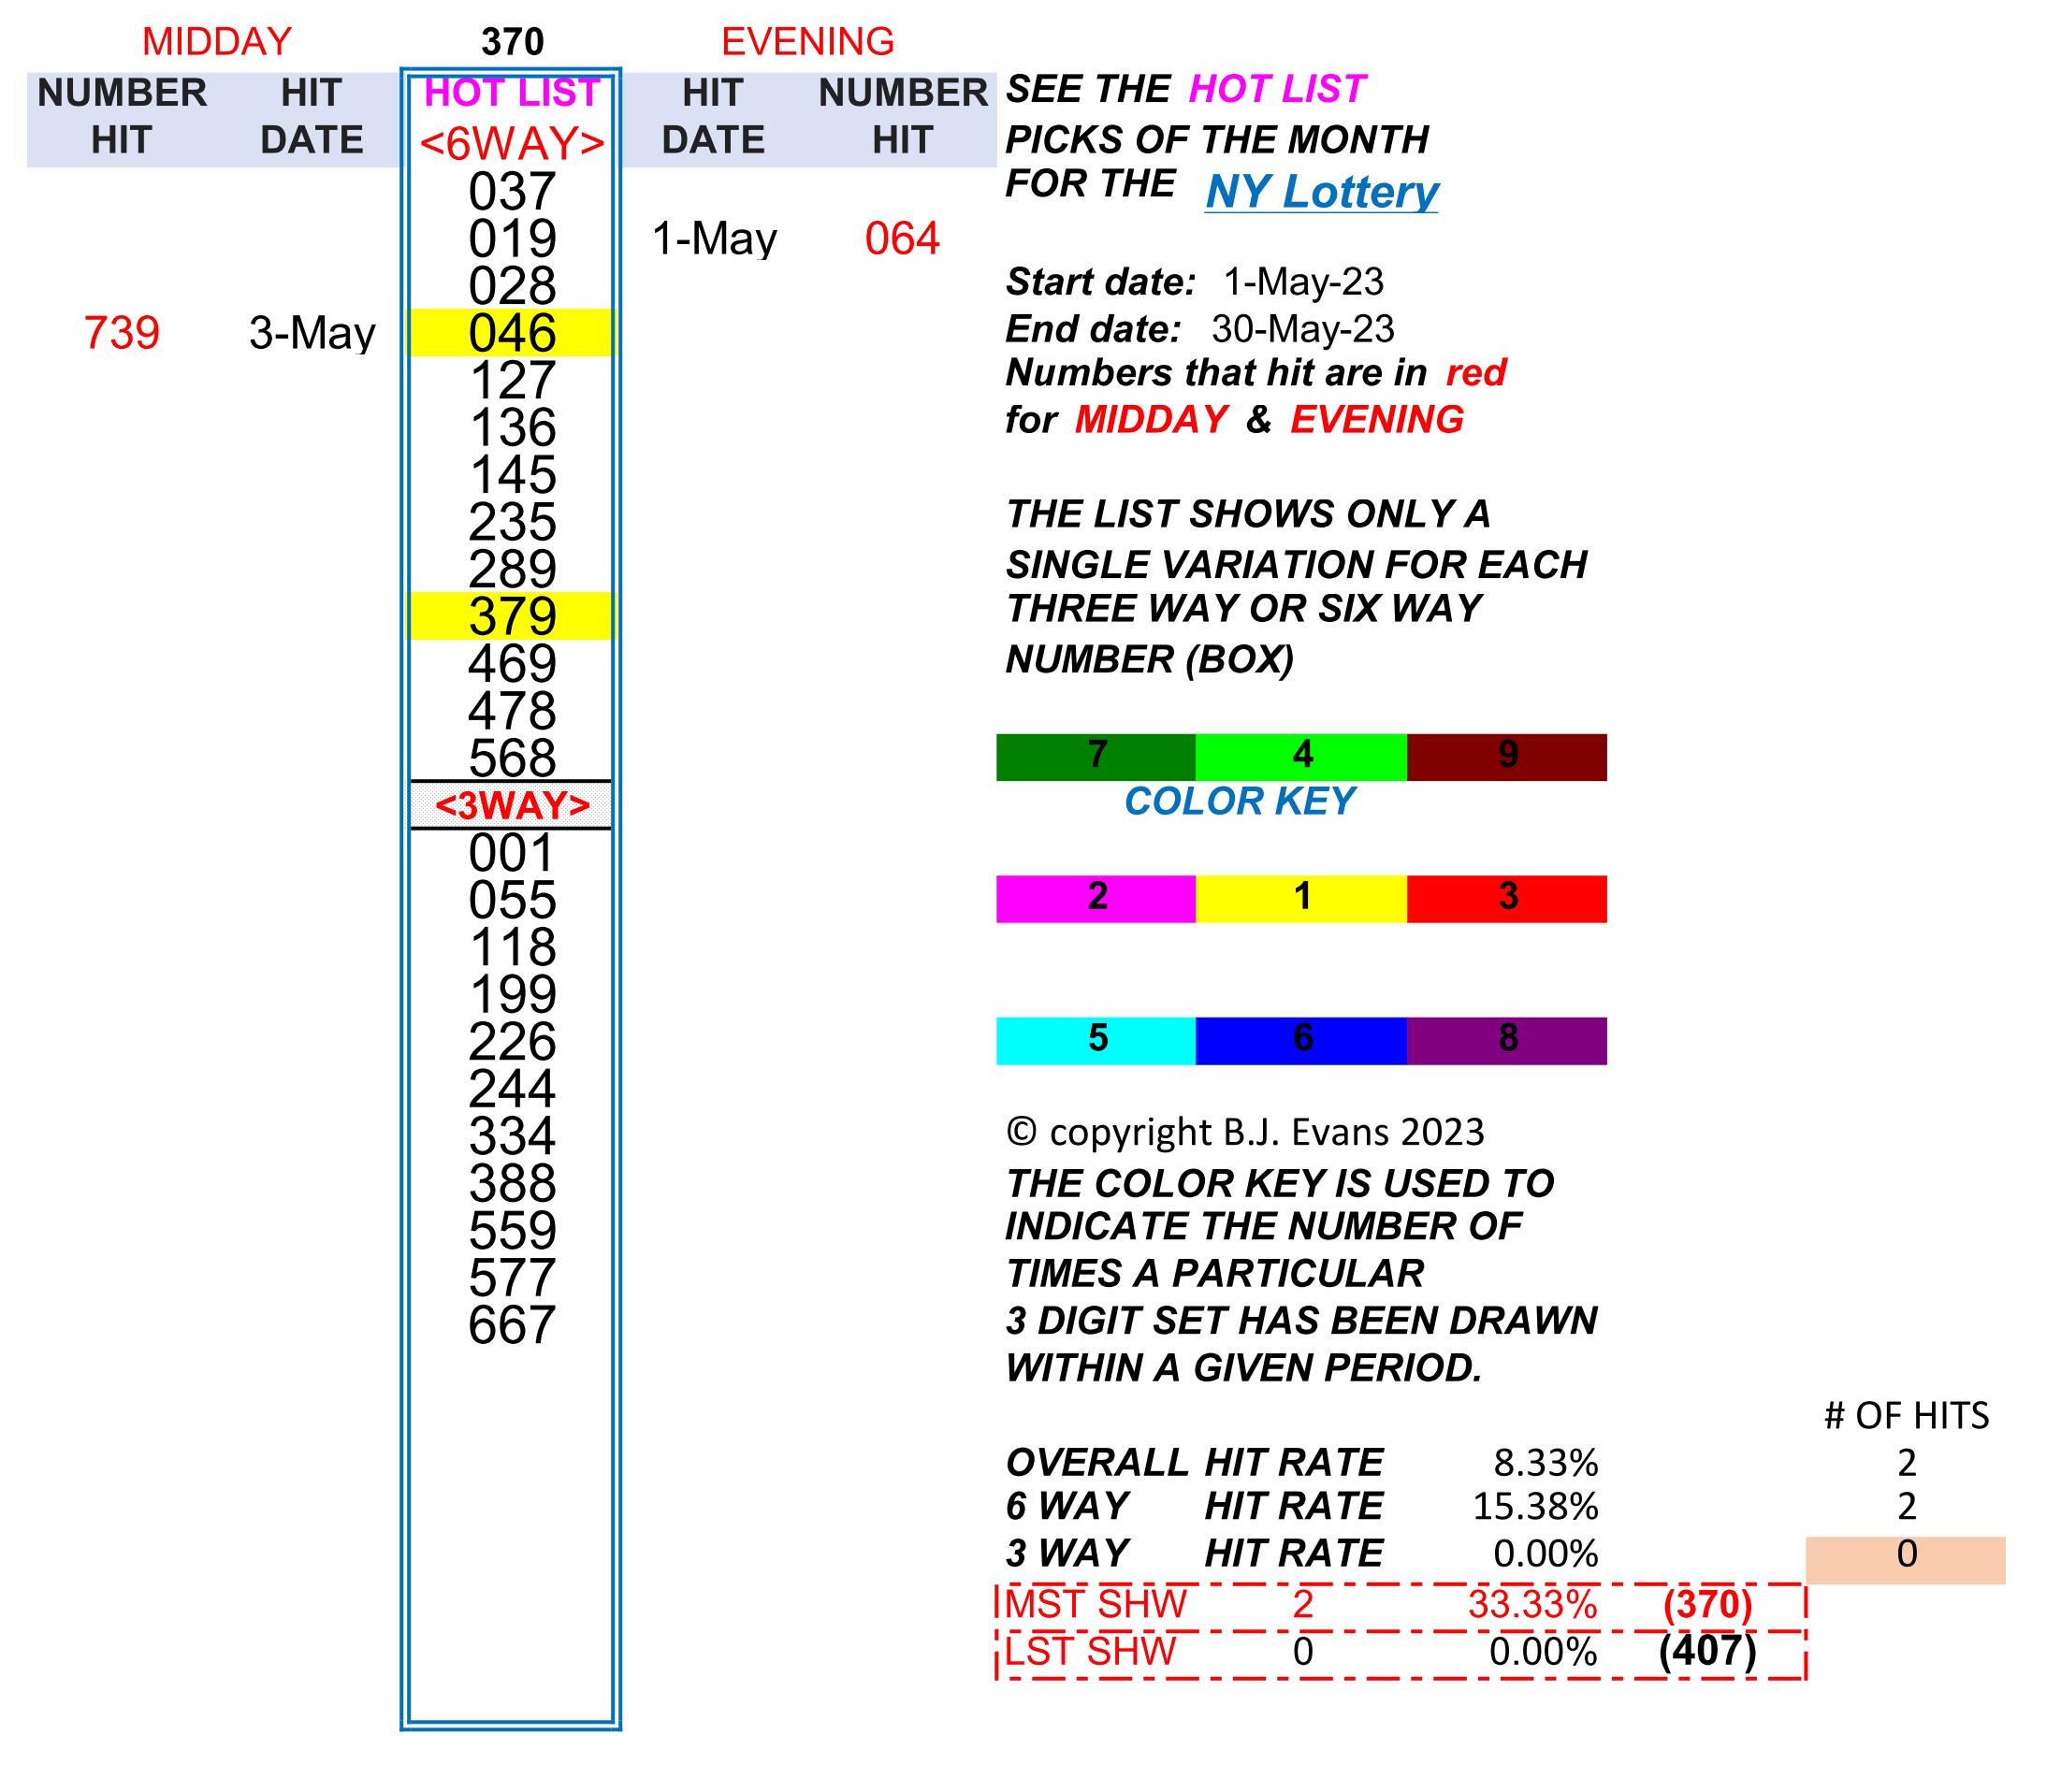 MIDDAY 370 EVENING
NUMBER HIT HOT LIST HIT NUMBER
HIT DATE <6WAY> DATE HIT
037
019 1-May 064
028
739 3-May 046
127
136
145
235
289
379
469
478
568
<3WAY>
001
055
118
199
226
244
334
388
559
577
667
SEE THE HOT LIST
PICKS OF THE MONTH
FOR THE NY Lottery
Start date: 1-May-23
End date: 30-May-23
Numbers that hit are in red
for MIDDAY & EVENING
THE LIST SHOWS ONLY A
SINGLE VARIATION FOR EACH
THREE WAY OR SIX WAY
NUMBER (BOX)
7 4 9
COLOR KEY
2 1 3
5 6 8
© copyright B.J. Evans 2023
THE COLOR KEY IS USED TO
INDICATE THE NUMBER OF
TIMES A PARTICULAR
3 DIGIT SET HAS BEEN DRAWN
WITHIN A GIVEN PERIOD.
# OF HITS
OVERALL HIT RATE 8.33% 2
6 WAY HIT RATE 15.38% 2
3 WAY HIT RATE 0.00% 0
MST SHW 2 33.33% (370)
LST SHW 0 0.00% (407)